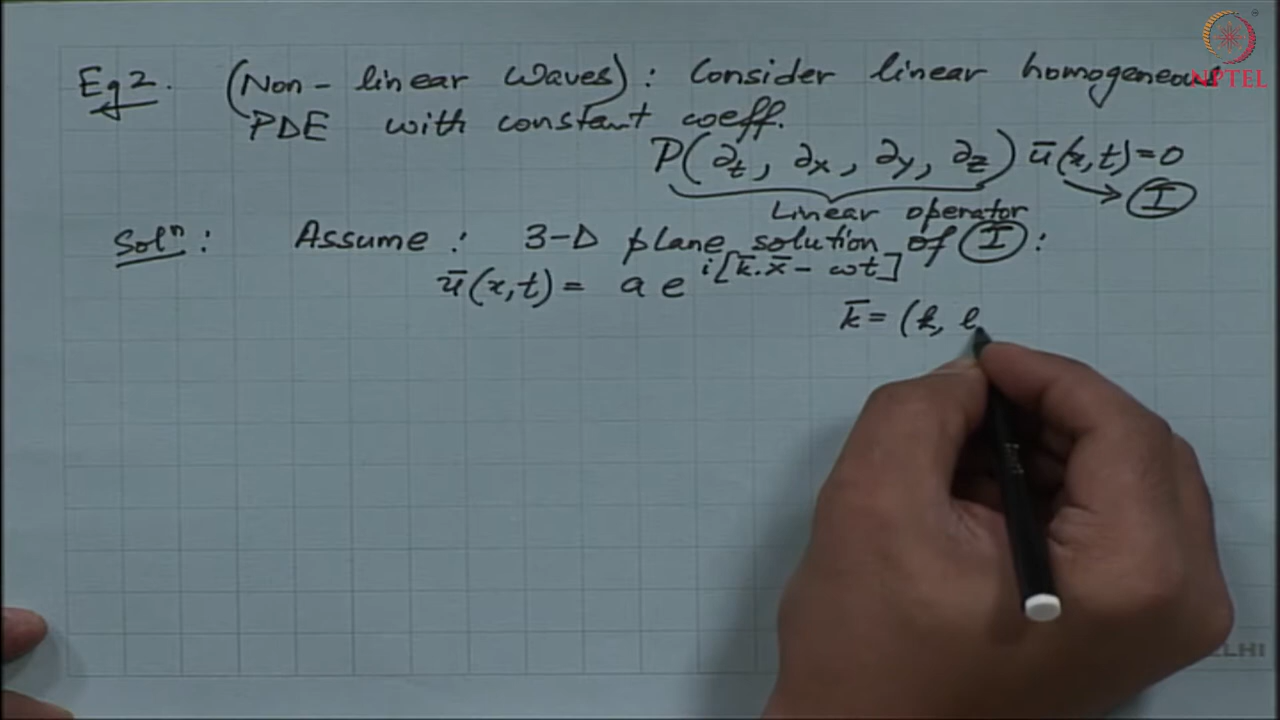 Eg 2. (Non-linear Waves): Consider linear homogeneous
NPTEL
PDE with constant coeff.
P(∂t, ∂x, ∂y, ∂z) ū(x,t)=0
→ I
Linear operator
Solⁿ: Assume: 3-D plane solution of I:
ū(x,t) = a e^{i[k̄.x̄ - ωt]}
k̄ = (k, l
ELHI